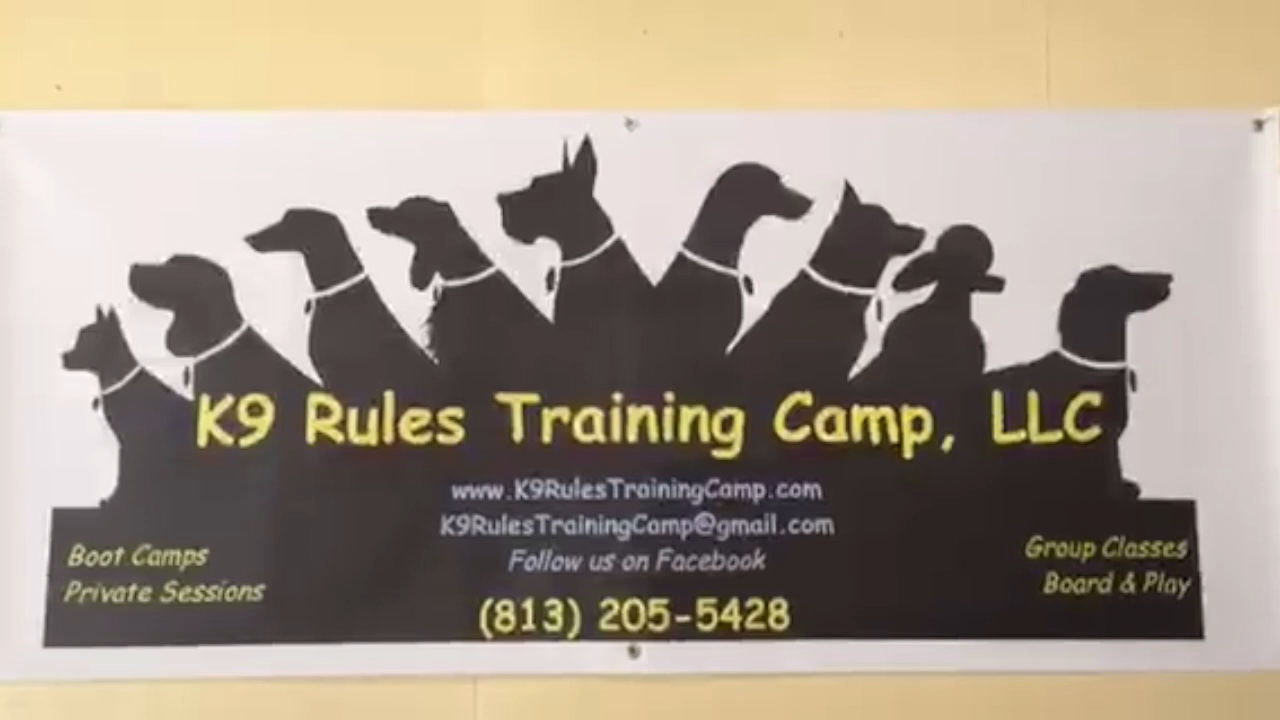 K9 Rules Training Camp, LLC
www.K9RulesTrainingCamp.com
K9RulesTrainingCamp@gmail.com
Follow us on Facebook
(813) 205-5428
Boot Camps
Private Sessions
Group Classes
Board & Play